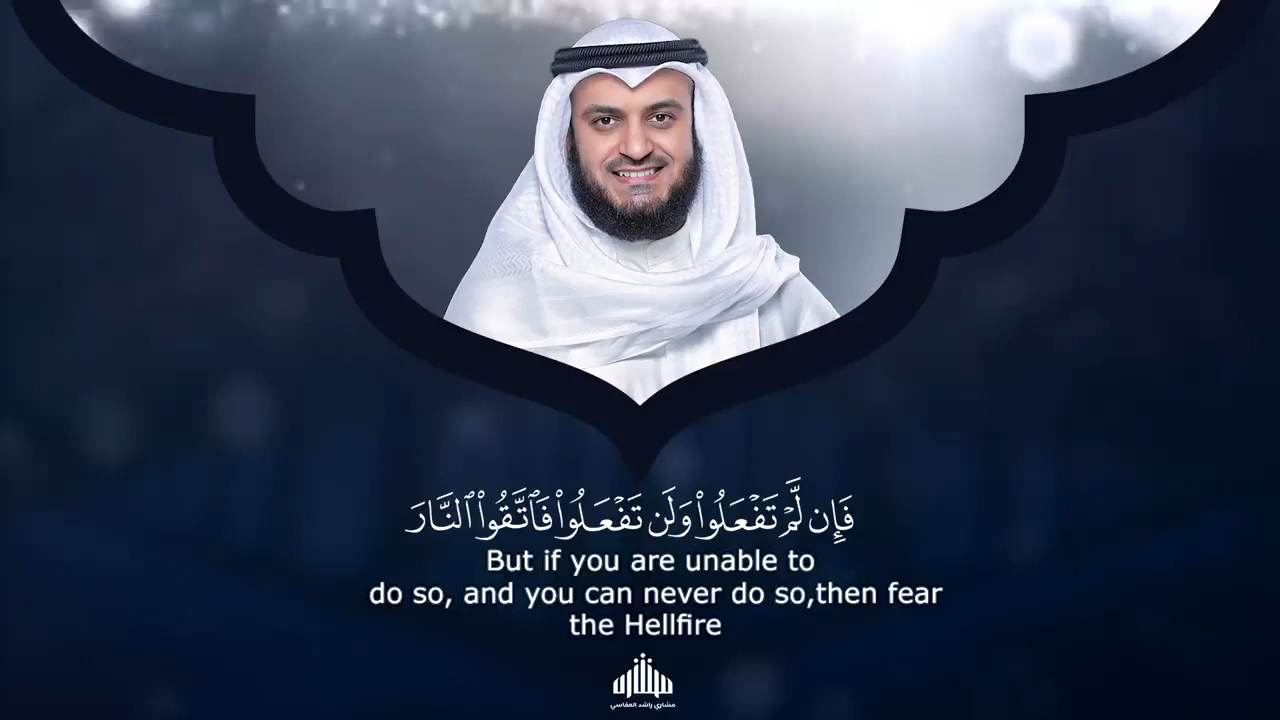 فَإِن لَّمْ تَفْعَلُوا۟ وَلَن تَفْعَلُوا۟ فَٱتَّقُوا۟ ٱلنَّارَ
But if you are unable to
do so, and you can never do so,then fear
the Hellfire
مشاري راشد العفاسي